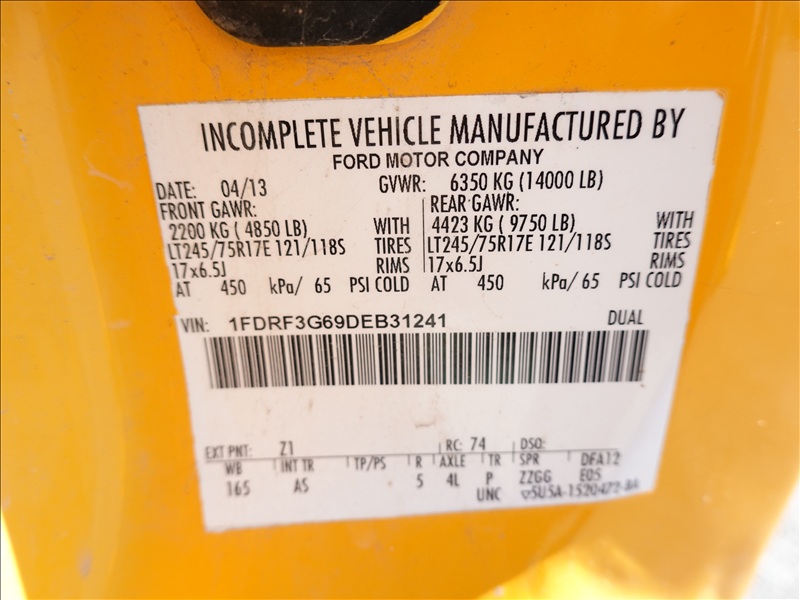 INCOMPLETE VEHICLE MANUFACTURED BY
FORD MOTOR COMPANY
DATE: 04/13 GVWR: 6350 KG (14000 LB)
FRONT GAWR: REAR GAWR:
2200 KG ( 4850 LB) WITH 4423 KG ( 9750 LB) WITH
LT245/75R17E 121/118S TIRES LT245/75R17E 121/118S TIRES
17x6.5J RIMS 17x6.5J RIMS
AT 450 kPa/ 65 PSI COLD AT 450 kPa/ 65 PSI COLD
VIN: 1FDRF3G69DEB31241 DUAL
EXT PNT: Z1 RC: 74 DSO:
WB INT TR TP/PS R AXLE TR SPR DFA12
165 AS 5 4L P ZZGG E05
UNC ▽5U5A-1520472-BA